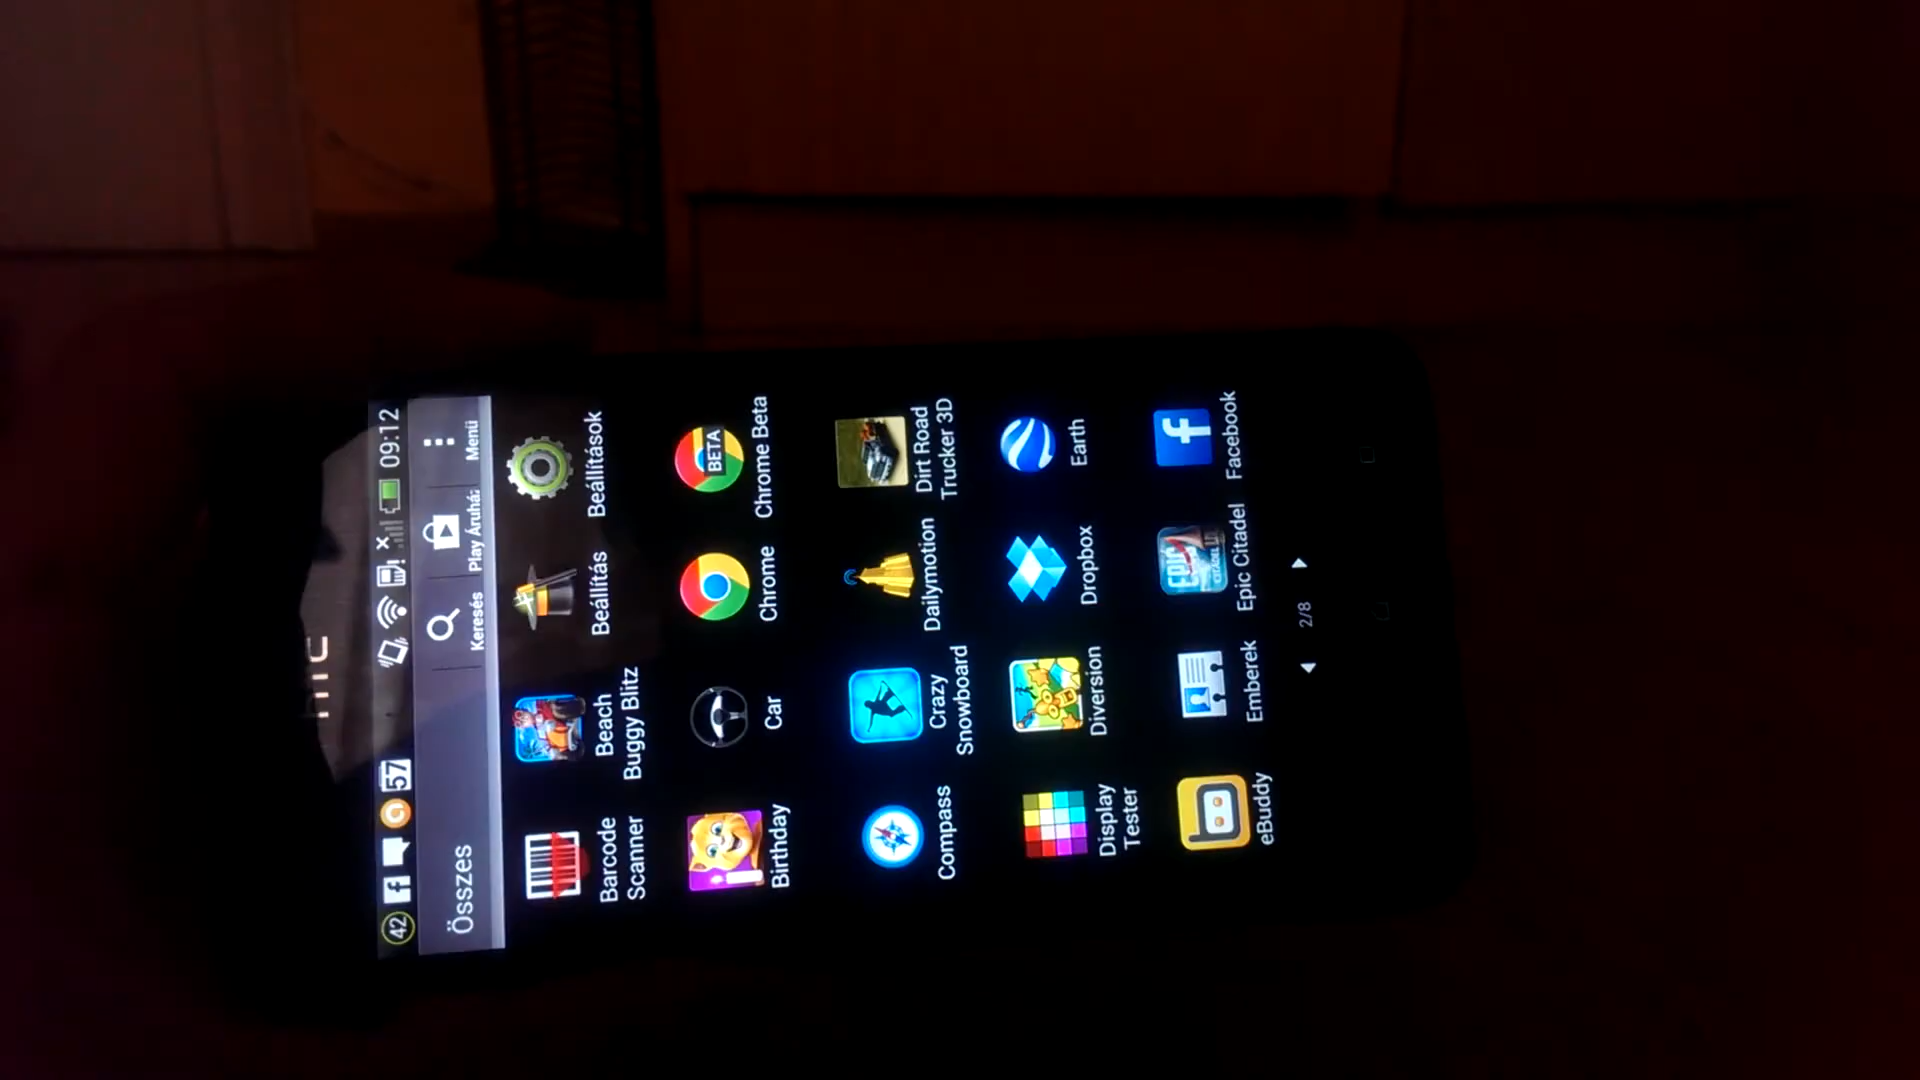 42
57
09:12
Összes
Keresés
Play Áruház
Menü
Barcode
Scanner
Beach
Buggy Blitz
Beállítás
Beállítások
Birthday
Car
Chrome
BETA
Chrome Beta
Compass
Crazy
Snowboard
Dailymotion
Dirt Road
Trucker 3D
Display
Tester
Diversion
Dropbox
Earth
eBuddy
Emberek
EPIC
CITADEL
Epic Citadel
Facebook
2/8